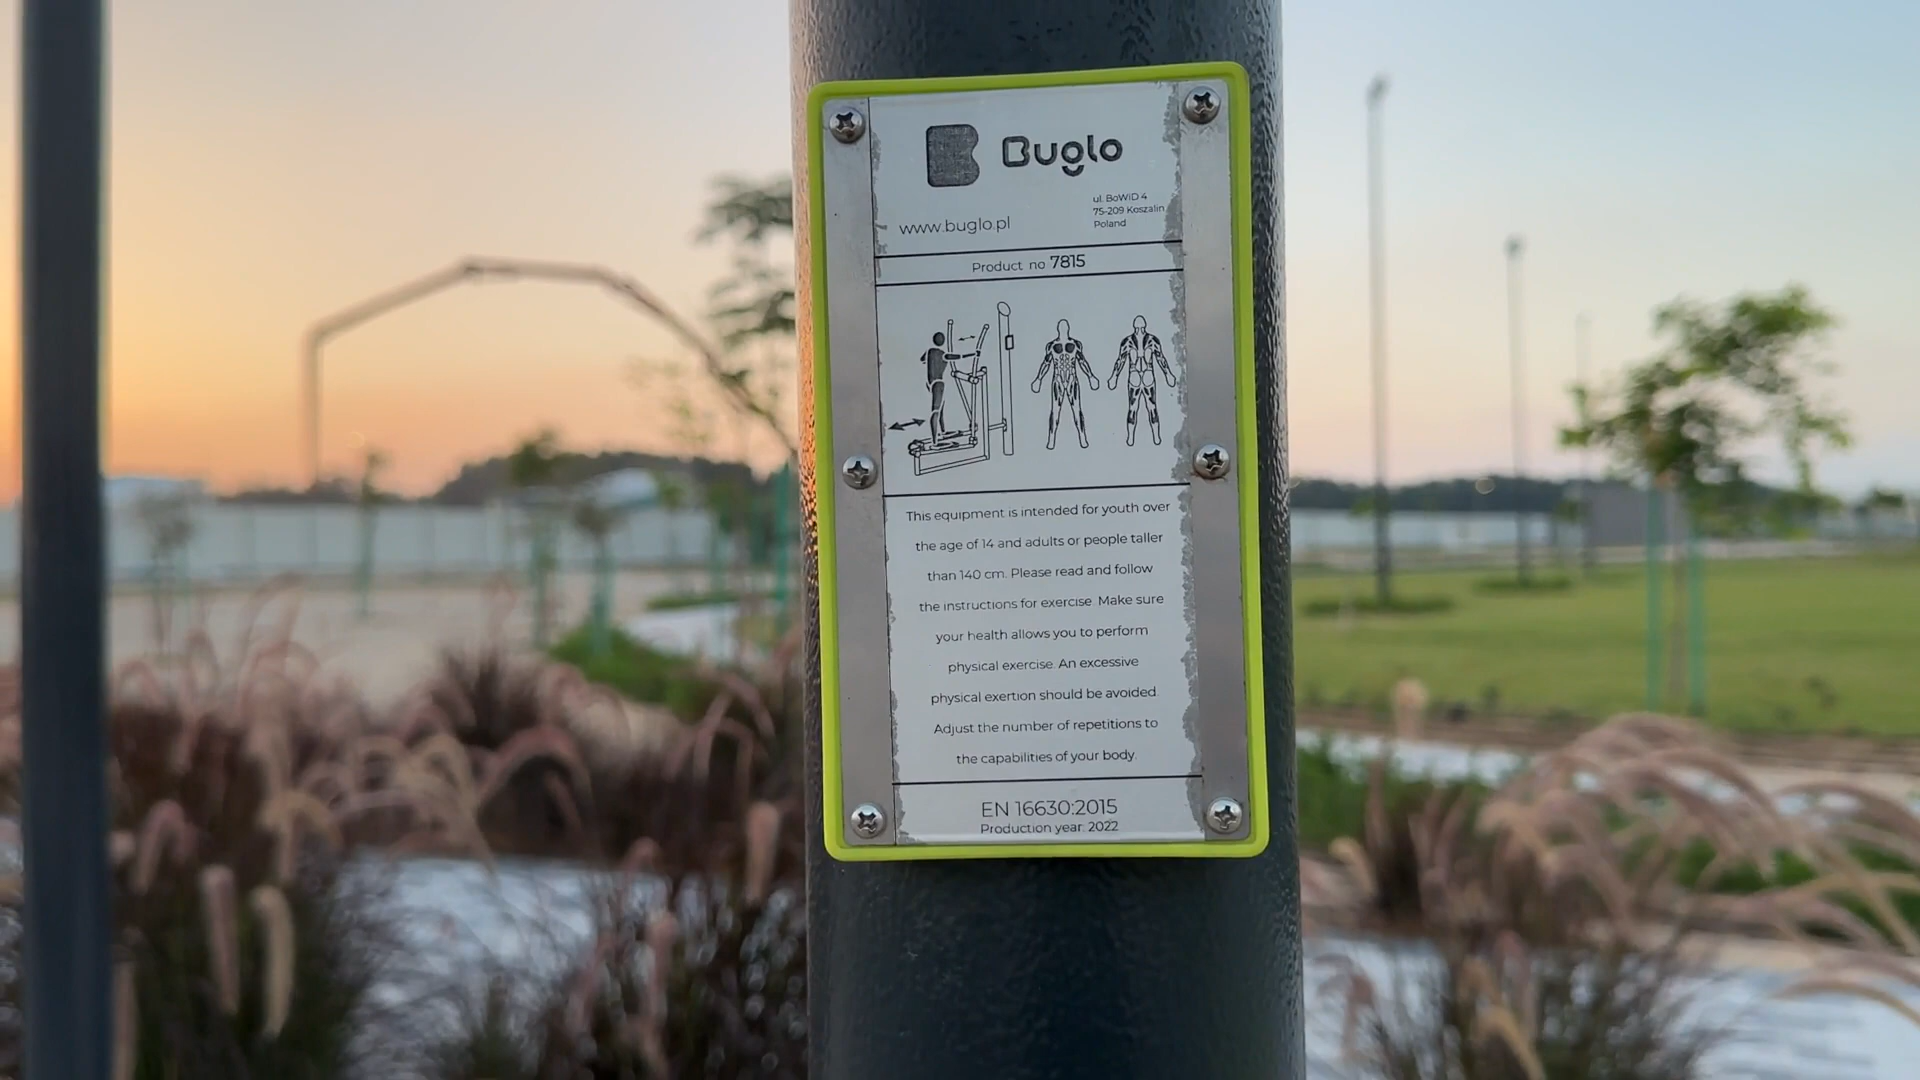 Buglo
www.buglo.pl
ul. BoWiD 4
75-209 Koszalin
Poland
Product no 7815
This equipment is intended for youth over
the age of 14 and adults or people taller
than 140 cm. Please read and follow
the instructions for exercise. Make sure
your health allows you to perform
physical exercise. An excessive
physical exertion should be avoided.
Adjust the number of repetitions to
the capabilities of your body.
EN 16630:2015
Production year: 2022